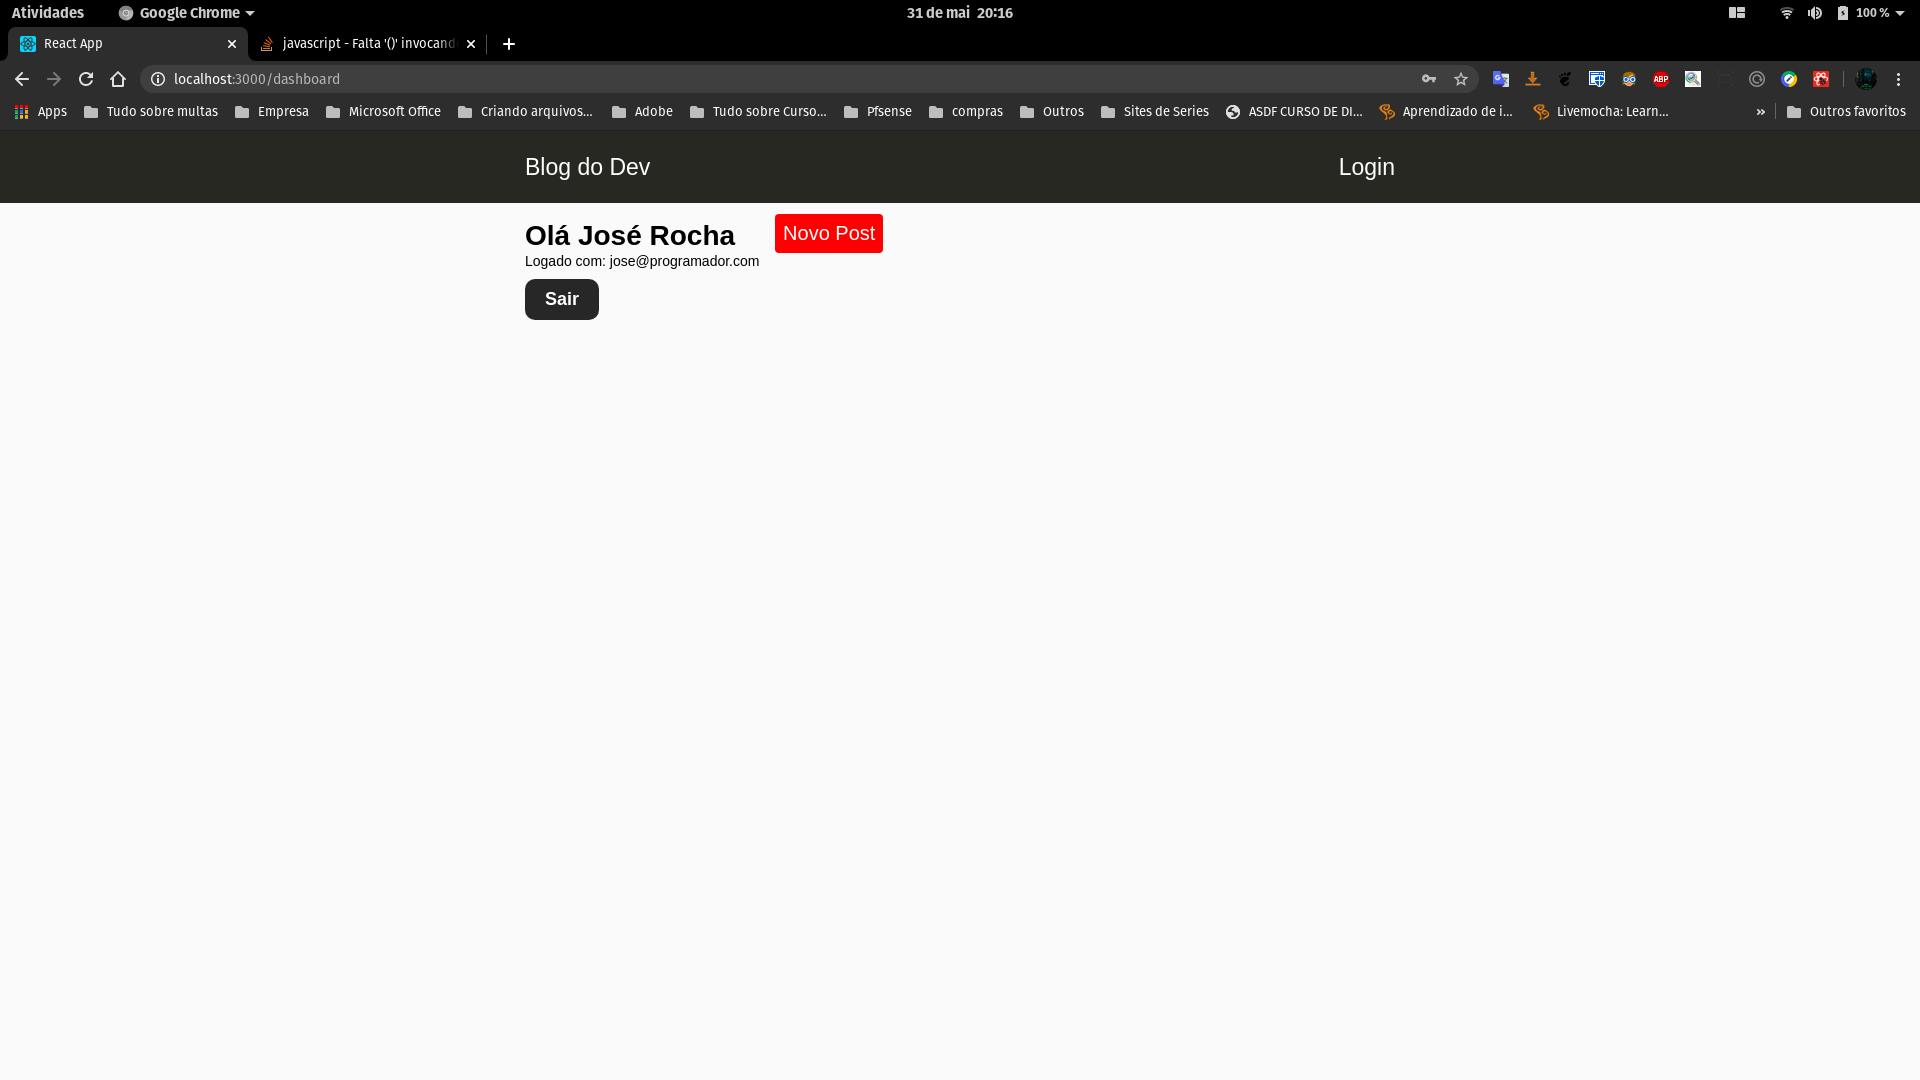 Atividades Google Chrome 31 de mai 20:16 100 %
React App javascript - Falta '()' invocand
localhost:3000/dashboard
Apps Tudo sobre multas Empresa Microsoft Office Criando arquivos... Adobe Tudo sobre Curso... Pfsense compras Outros Sites de Series ASDF CURSO DE DI... Aprendizado de i... Livemocha: Learn... » Outros favoritos
Blog do Dev Login
Olá José Rocha Novo Post
Logado com: jose@programador.com
Sair